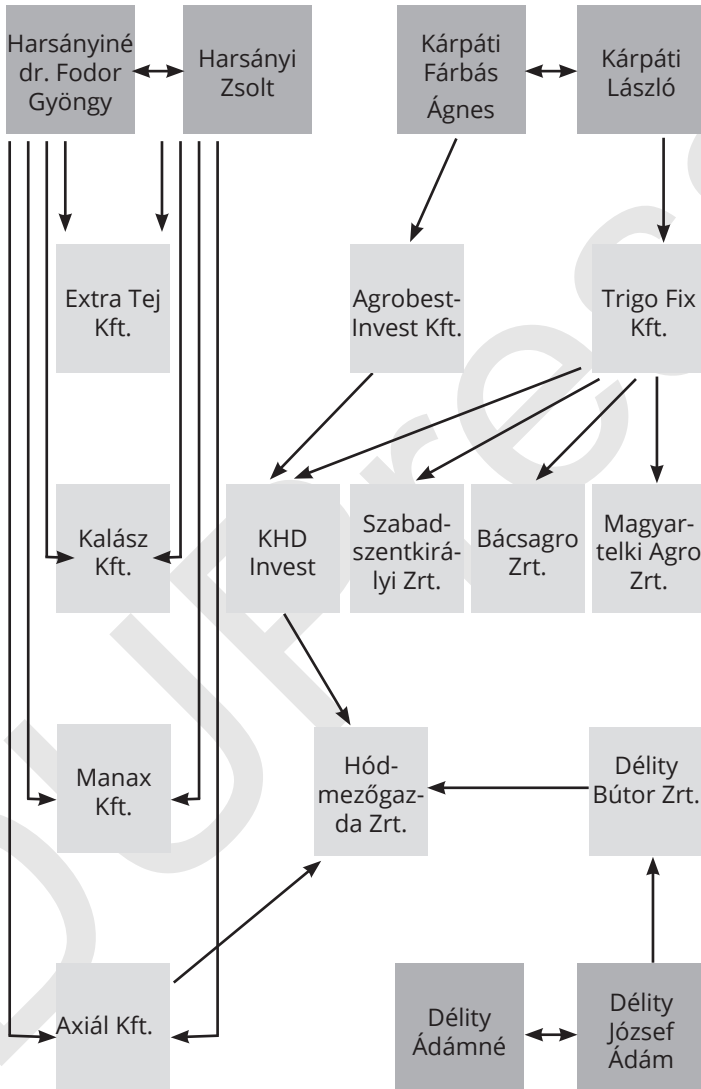 Harsányiné
dr. Fodor
Gyöngy
Harsányi
Zsolt
Kárpáti
Fárbás
Ágnes
Kárpáti
László
Extra Tej
Kft.
Agrobest-
Invest Kft.
Trigo Fix
Kft.
Kalász
Kft.
KHD
Invest
Szabad-
szentkirá-
lyi Zrt.
Bácsagro
Zrt.
Magyar-
telki Agro
Zrt.
Manax
Kft.
Hód-
mezőgaz-
da Zrt.
Délity
Bútor Zrt.
Axiál Kft.
Délity
Ádámné
Délity
József
Ádám
DUPress